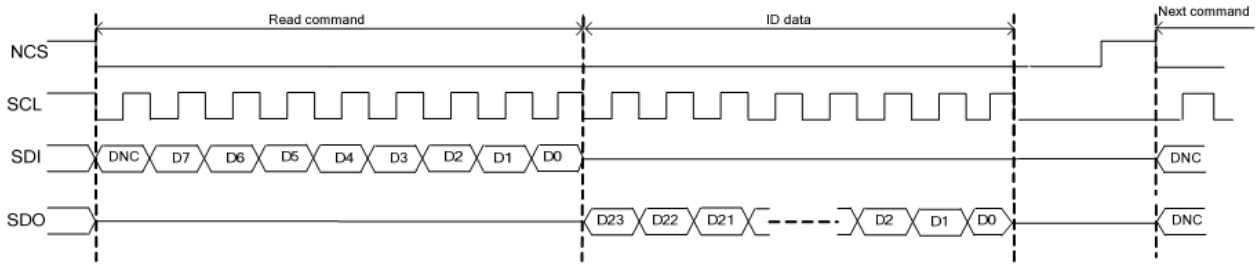 Read command ID data Next command
NCS
SCL
SDI DNC D7 D6 D5 D4 D3 D2 D1 D0 DNC
SDO D23 D22 D21 D2 D1 D0 DNC